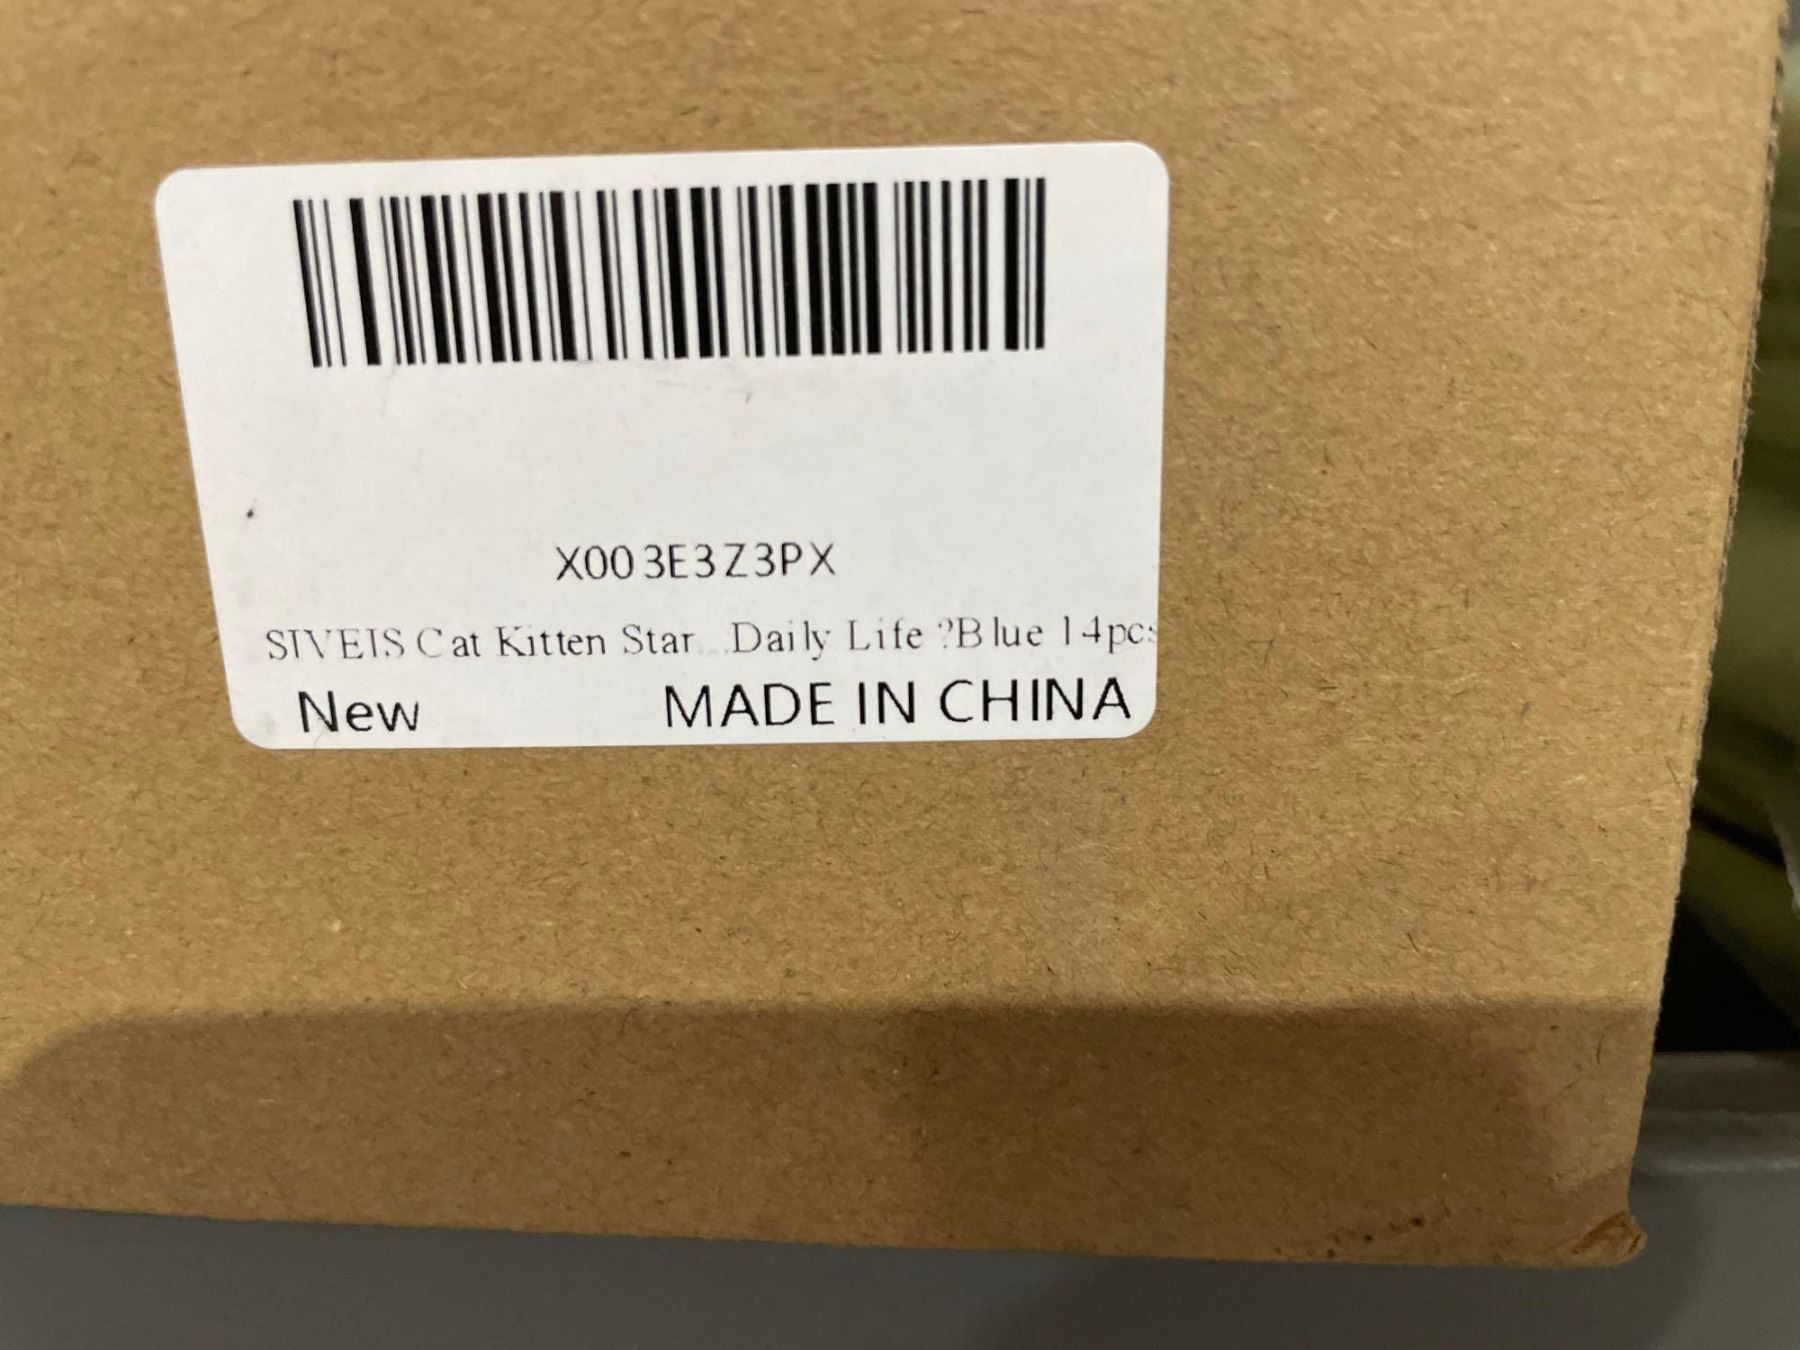 X003E3Z3PX
SIVEIS Cat Kitten Star...Daily Life ?Blue 14pcs
New MADE IN CHINA